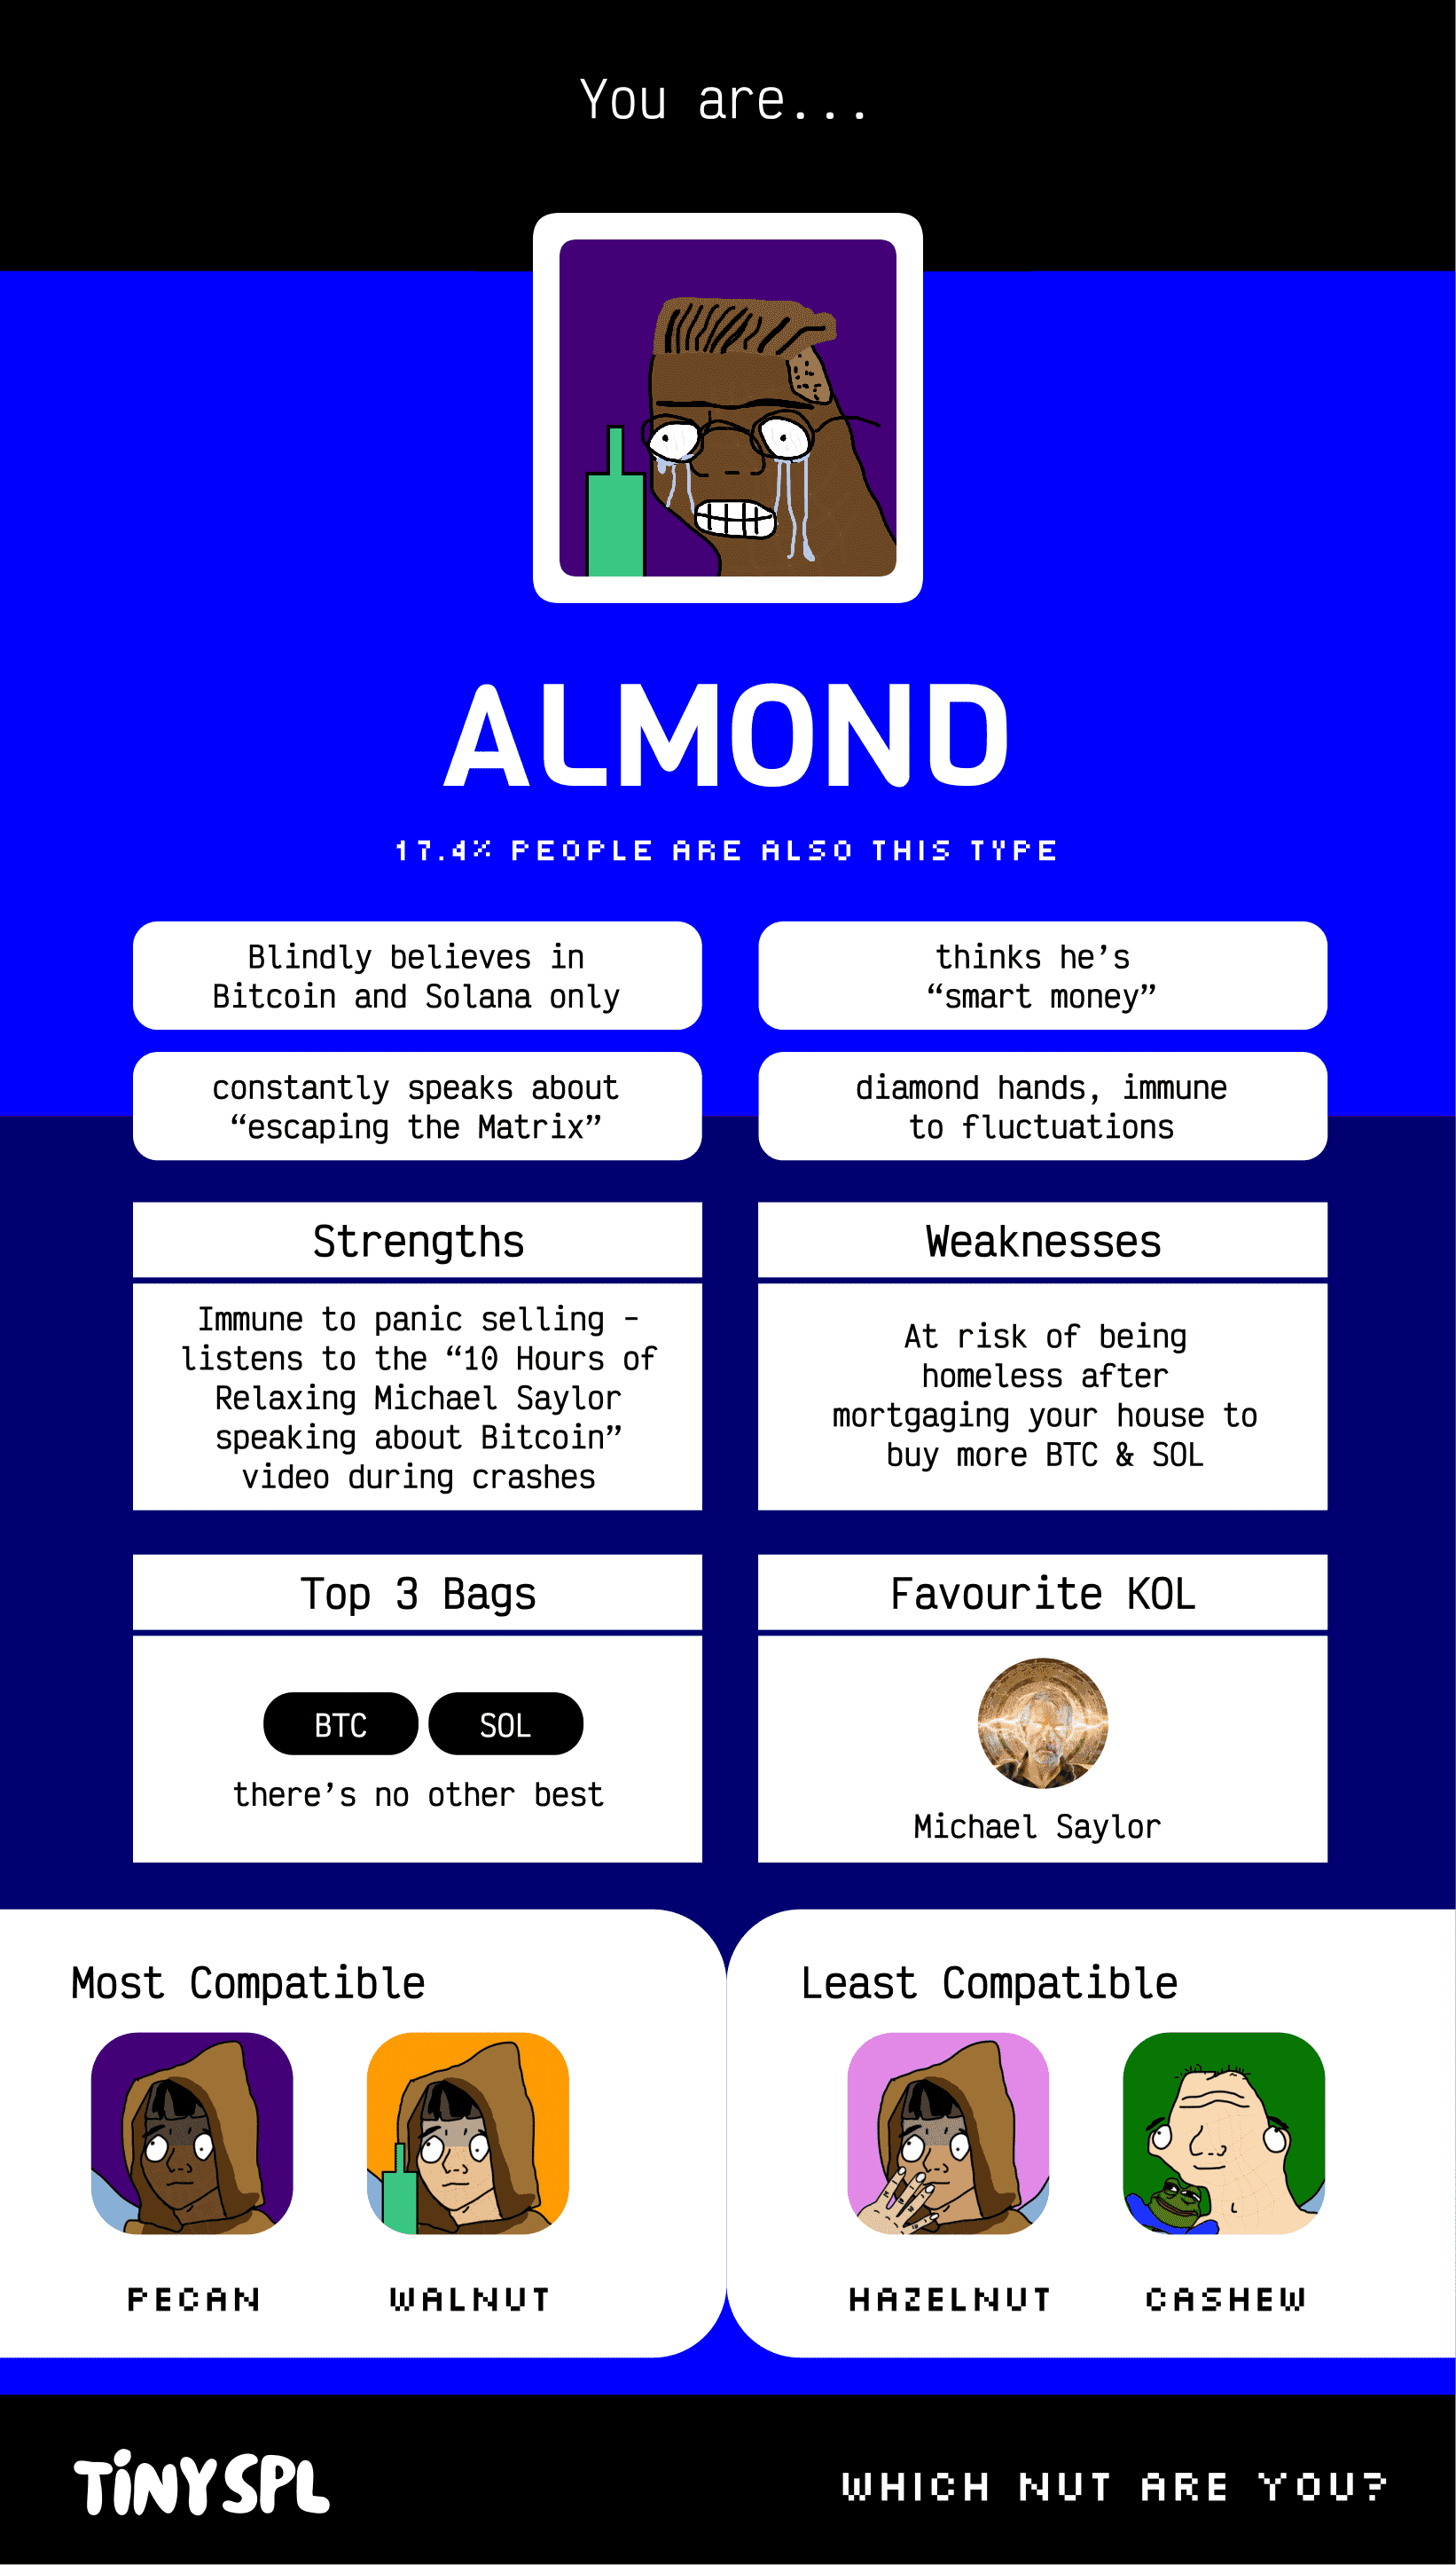 You are...
ALMOND
17.4% PEOPLE ARE ALSO THIS TYPE
Blindly believes in
Bitcoin and Solana only
thinks he’s
“smart money”
constantly speaks about
“escaping the Matrix”
diamond hands, immune
to fluctuations
Strengths
Immune to panic selling -
listens to the “10 Hours of
Relaxing Michael Saylor
speaking about Bitcoin”
video during crashes
Weaknesses
At risk of being
homeless after
mortgaging your house to
buy more BTC & SOL
Top 3 Bags
BTC SOL
there’s no other best
Favourite KOL
Michael Saylor
Most Compatible
PECAN WALNUT
Least Compatible
HAZELNUT CASHEW
TiNY SPL
WHICH NUT ARE YOU?